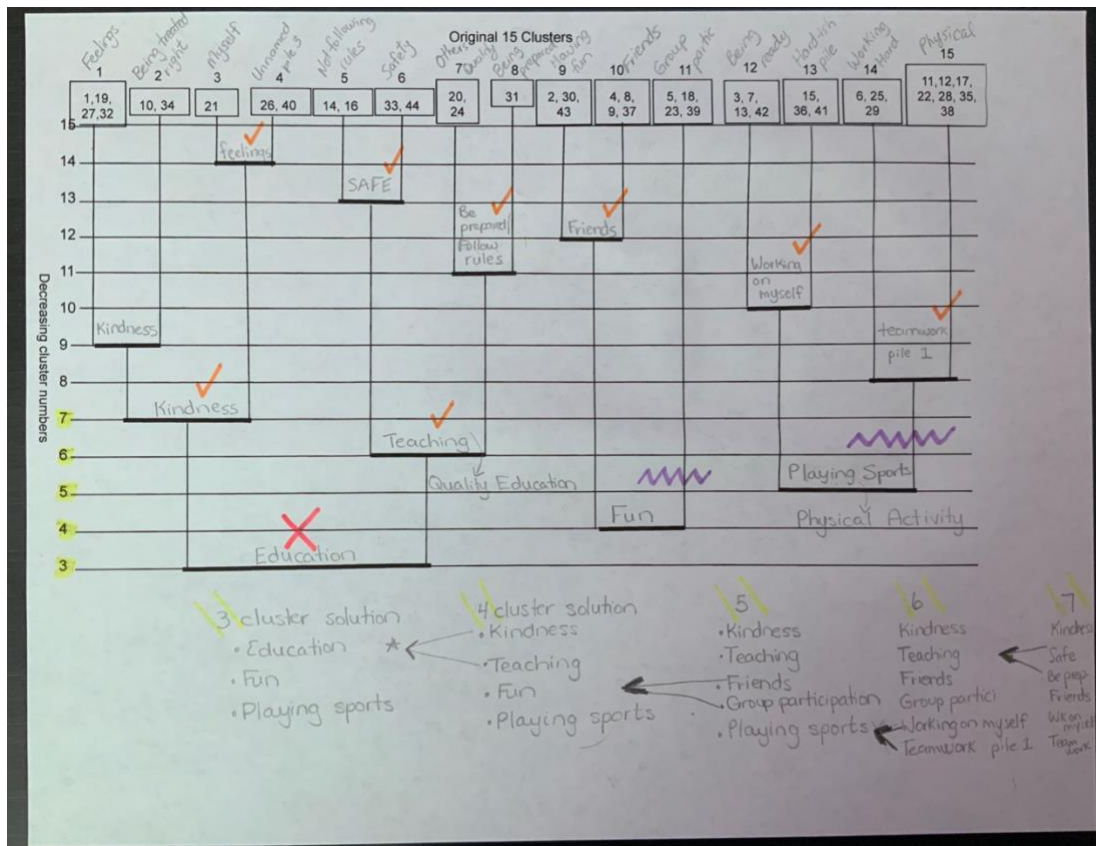 Original 15 Clusters
Feelings
Being treated right
Myself
Unnamed pile 3
Not following rules
Safety
Others Quality
Being prepared
Having fun
Friends
Group partic
Being ready
Hard-ish pile
Working Hard
Physical
1 2 3 4 5 6 7 8 9 10 11 12 13 14 15
1,19, 27,32
10, 34
21
26, 40
14, 16
33, 44
20, 24
31
2, 30, 43
4, 8, 9, 37
5, 18, 23, 39
3, 7, 13, 42
15, 36, 41
6, 25, 29
11,12,17, 22, 28, 35, 38
Decreasing cluster numbers
15
14
13
12
11
10
9
8
7
6
5
4
3
feelings
SAFE
Be prepared/
Follow rules
Friends
Working on myself
teamwork pile 1
Kindness
Kindness
Teaching
Quality Education
Playing Sports
Physical Activity
Fun
Education
3 cluster solution
• Education *
• Fun
• Playing sports
4 cluster solution
• Kindness
• Teaching
• Fun
• Playing sports
5
• Kindness
• Teaching
• Friends
• Group participation
• Playing sports
6
Kindness
Teaching
Friends
Group partici
Working on myself
Teamwork pile 1
7
Kindness
Safe
Be prep
Friends
Wk on myself
Team work